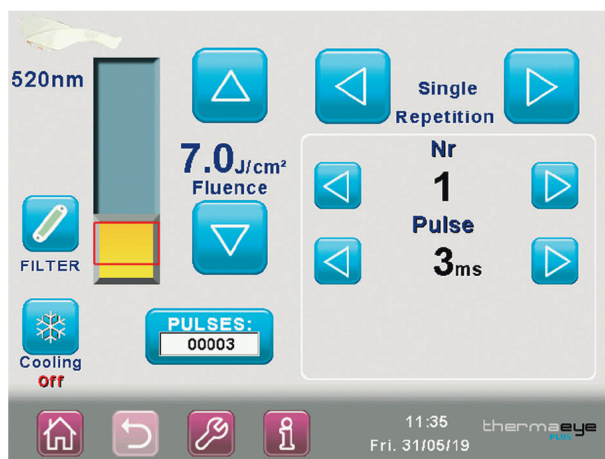 520nm
Single
Repetition
7.0 J/cm²
Fluence
Nr
1
Pulse
3ms
FILTER
PULSES:
00003
Cooling
Off
11:35
Fri. 31/05/19
thermaeye
PLUS